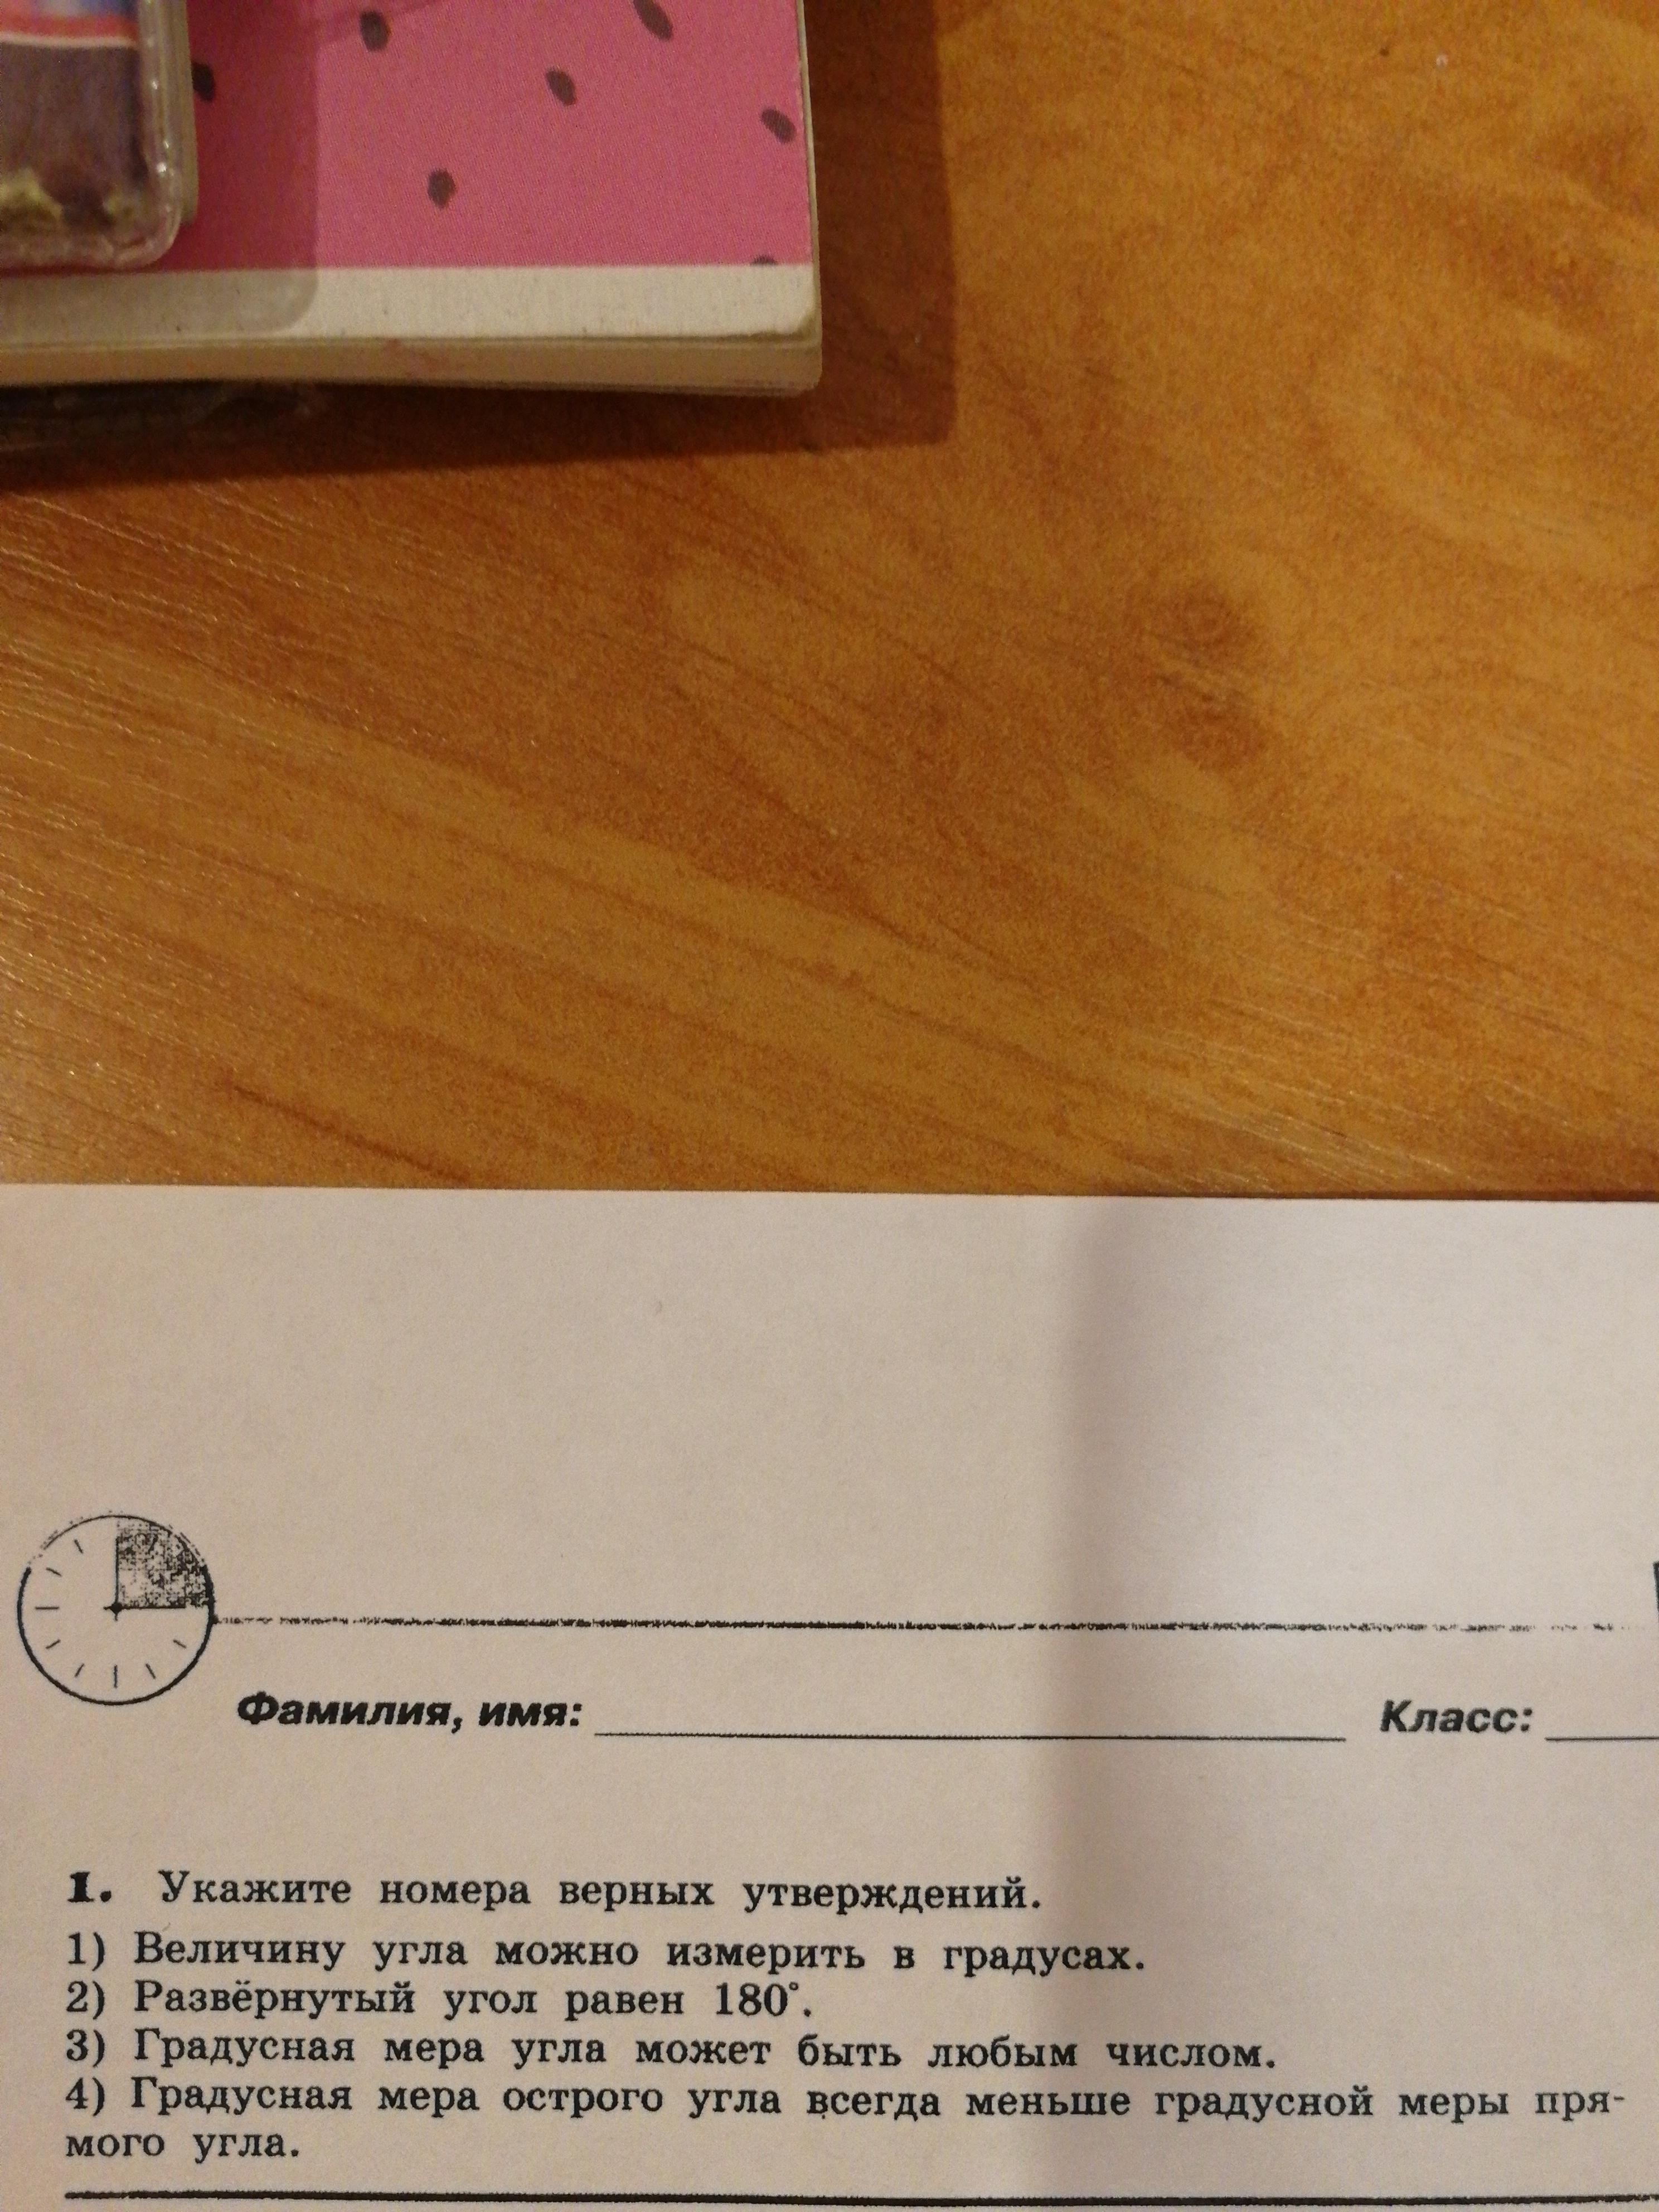 Фамилия, имя: Класс:
1. Укажите номера верных утверждений.
1) Величину угла можно измерить в градусах.
2) Развёрнутый угол равен 180°.
3) Градусная мера угла может быть любым числом.
4) Градусная мера острого угла всегда меньше градусной меры пря-
мого угла.